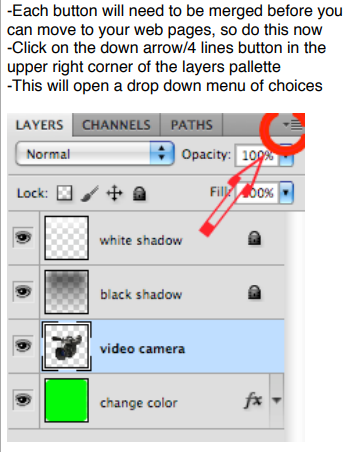 -Each button will need to be merged before you
can move to your web pages, so do this now
-Click on the down arrow/4 lines button in the
upper right corner of the layers pallette
-This will open a drop down menu of choices
LAYERS CHANNELS PATHS
Normal Opacity: 100%
Lock: Fill: 100%
white shadow
black shadow
video camera
change color fx